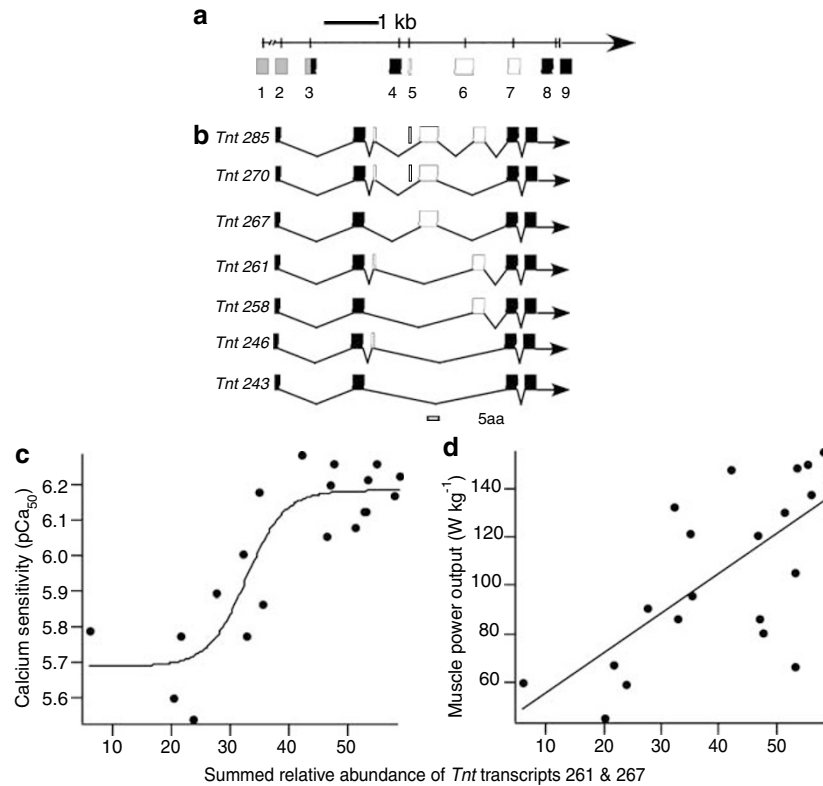 a
1 kb
1 2 3 4 5 6 7 8 9
b
Tnt 285
Tnt 270
Tnt 267
Tnt 261
Tnt 258
Tnt 246
Tnt 243
5aa
c
Calcium sensitivity (pCa50)
6.2
6.1
6.0
5.9
5.8
5.7
5.6
10 20 30 40 50
d
Muscle power output (W kg-1)
140
120
100
80
60
10 20 30 40 50
Summed relative abundance of Tnt transcripts 261 & 267